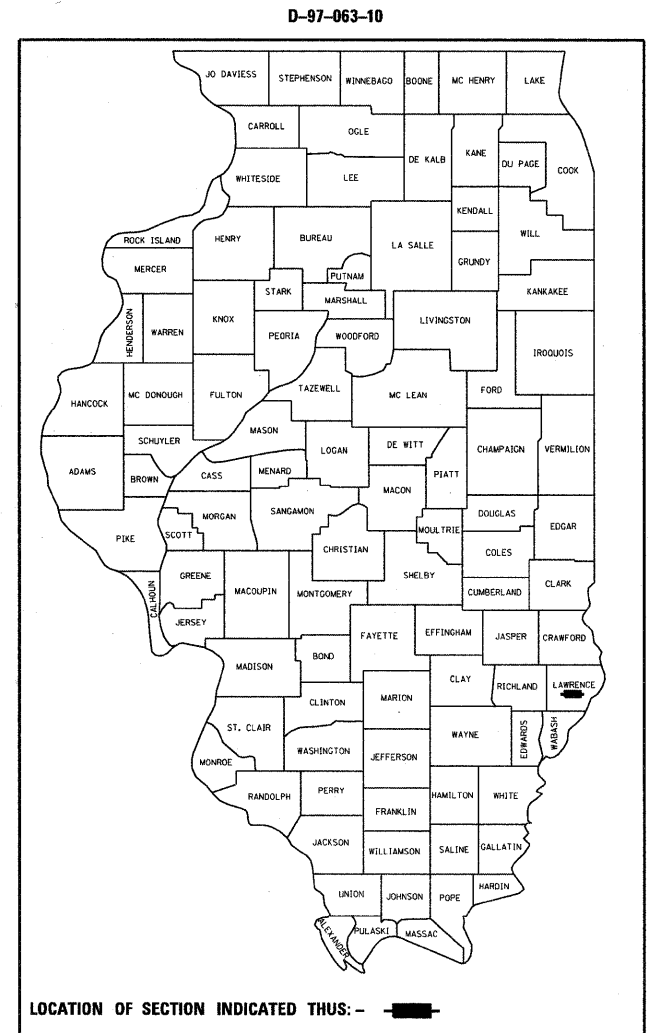 D-97-063-10
JO DAVIESS STEPHENSON WINNEBAGO BOONE MC HENRY LAKE
CARROLL OGLE
DE KALB KANE DU PAGE COOK
WHITESIDE LEE
KENDALL
ROCK ISLAND HENRY BUREAU LA SALLE WILL
MERCER PUTNAM GRUNDY
STARK MARSHALL KANKAKEE
HENDERSON WARREN KNOX PEORIA WOODFORD LIVINGSTON
IROQUOIS
HANCOCK MC DONOUGH FULTON TAZEWELL MC LEAN FORD
MASON
SCHUYLER LOGAN DE WITT CHAMPAIGN VERMILION
ADAMS BROWN CASS MENARD PIATT
MACON
MORGAN SANGAMON DOUGLAS
PIKE SCOTT MOULTRIE EDGAR
CHRISTIAN COLES
GREENE SHELBY
CALHOUN MACOUPIN MONTGOMERY CUMBERLAND CLARK
JERSEY
FAYETTE EFFINGHAM JASPER CRAWFORD
MADISON BOND
CLAY RICHLAND LAWRENCE
CLINTON MARION
ST. CLAIR WAYNE EDWARDS WABASH
WASHINGTON JEFFERSON
MONROE
RANDOLPH PERRY HAMILTON WHITE
FRANKLIN
JACKSON WILLIAMSON SALINE GALLATIN
UNION JOHNSON POPE HARDIN
ALEXANDER PULASKI MASSAC
LOCATION OF SECTION INDICATED THUS: -